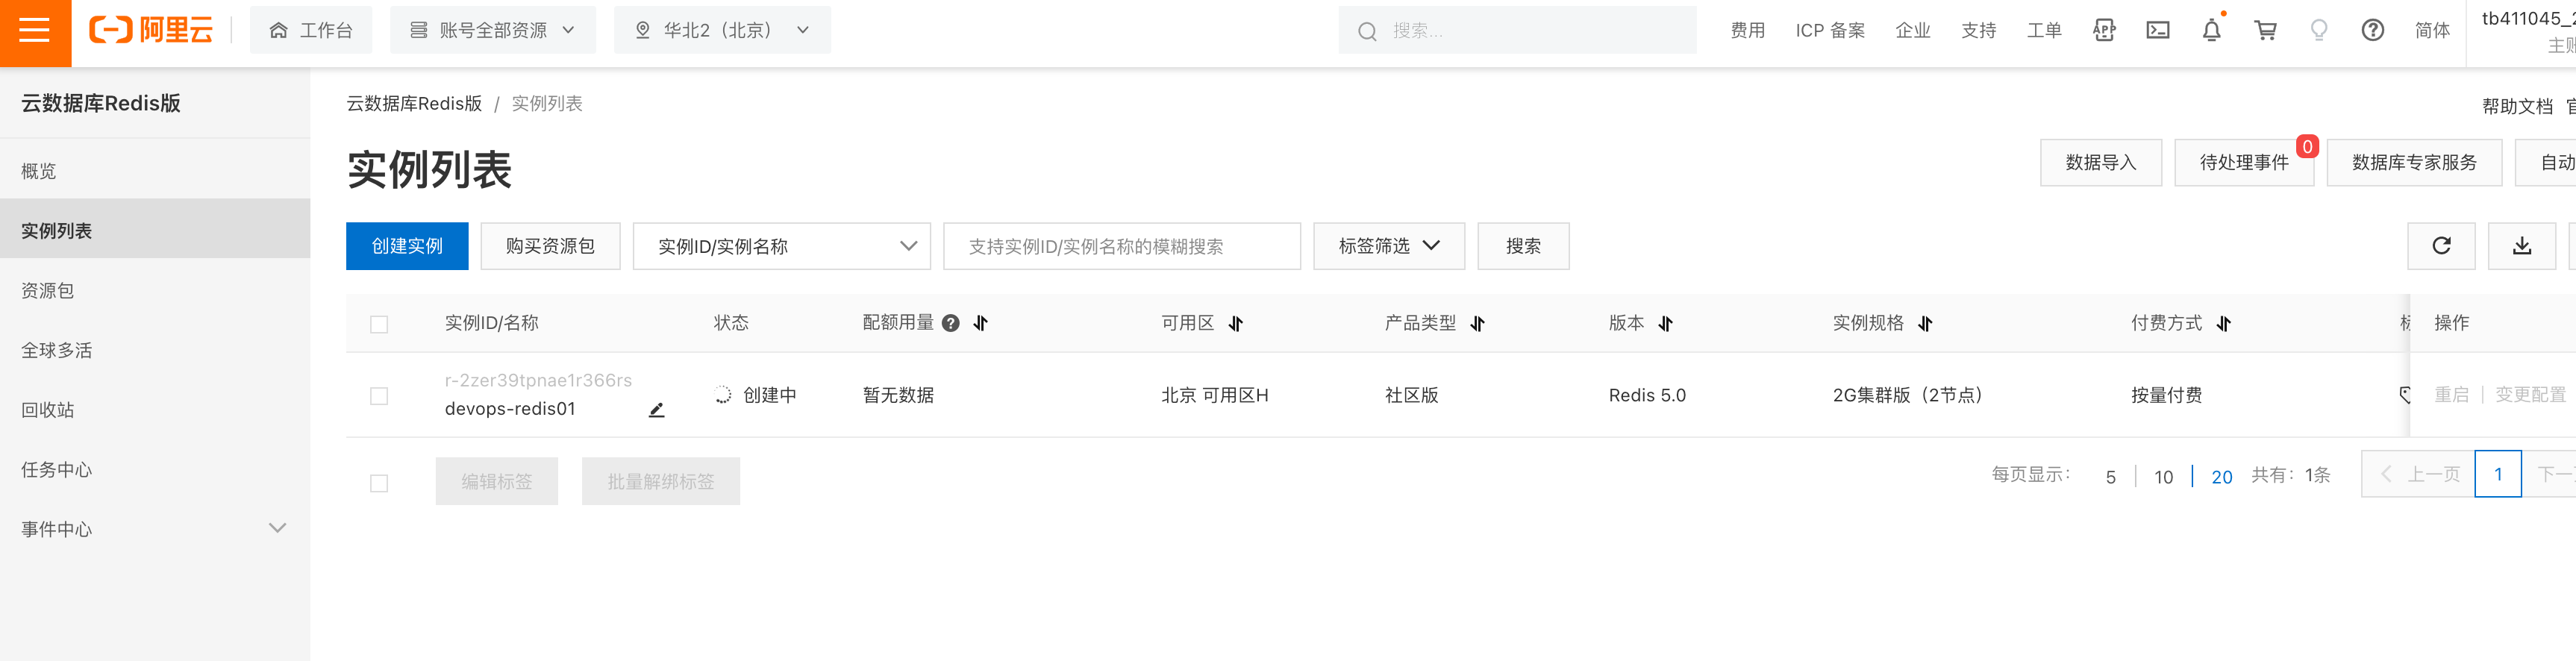 阿里云
工作台
账号全部资源
华北2（北京）
搜索...
费用
ICP 备案
企业
支持
工单
APP
简体
tb411045_2
主账
云数据库Redis版
概览
实例列表
资源包
全球多活
回收站
任务中心
事件中心
云数据库Redis版 / 实例列表
帮助文档
实例列表
数据导入
待处理事件
0
数据库专家服务
自动
创建实例
购买资源包
实例ID/实例名称
支持实例ID/实例名称的模糊搜索
标签筛选
搜索
实例ID/名称
状态
配额用量
可用区
产品类型
版本
实例规格
付费方式
操作
r-2zer39tpnae1r366rs
devops-redis01
创建中
暂无数据
北京 可用区H
社区版
Redis 5.0
2G集群版（2节点）
按量付费
重启
变更配置
编辑标签
批量解绑标签
每页显示：
5
10
20
共有：1条
上一页
1
下一